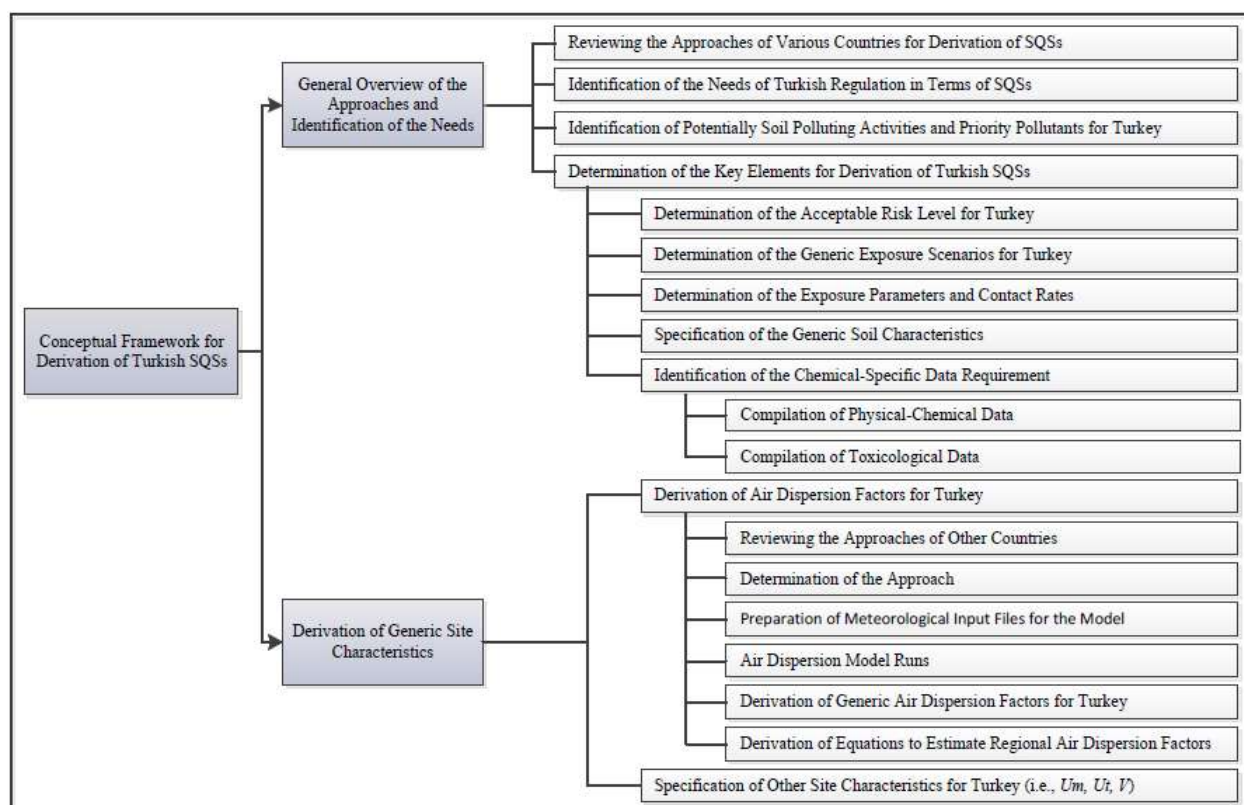 Conceptual Framework for
Derivation of Turkish SQSs
General Overview of the
Approaches and
Identification of the Needs
Reviewing the Approaches of Various Countries for Derivation of SQSs
Identification of the Needs of Turkish Regulation in Terms of SQSs
Identification of Potentially Soil Polluting Activities and Priority Pollutants for Turkey
Determination of the Key Elements for Derivation of Turkish SQSs
Determination of the Acceptable Risk Level for Turkey
Determination of the Generic Exposure Scenarios for Turkey
Determination of the Exposure Parameters and Contact Rates
Specification of the Generic Soil Characteristics
Identification of the Chemical-Specific Data Requirement
Compilation of Physical-Chemical Data
Compilation of Toxicological Data
Derivation of Generic Site
Characteristics
Derivation of Air Dispersion Factors for Turkey
Reviewing the Approaches of Other Countries
Determination of the Approach
Preparation of Meteorological Input Files for the Model
Air Dispersion Model Runs
Derivation of Generic Air Dispersion Factors for Turkey
Derivation of Equations to Estimate Regional Air Dispersion Factors
Specification of Other Site Characteristics for Turkey (i.e., Um, Ut, V)